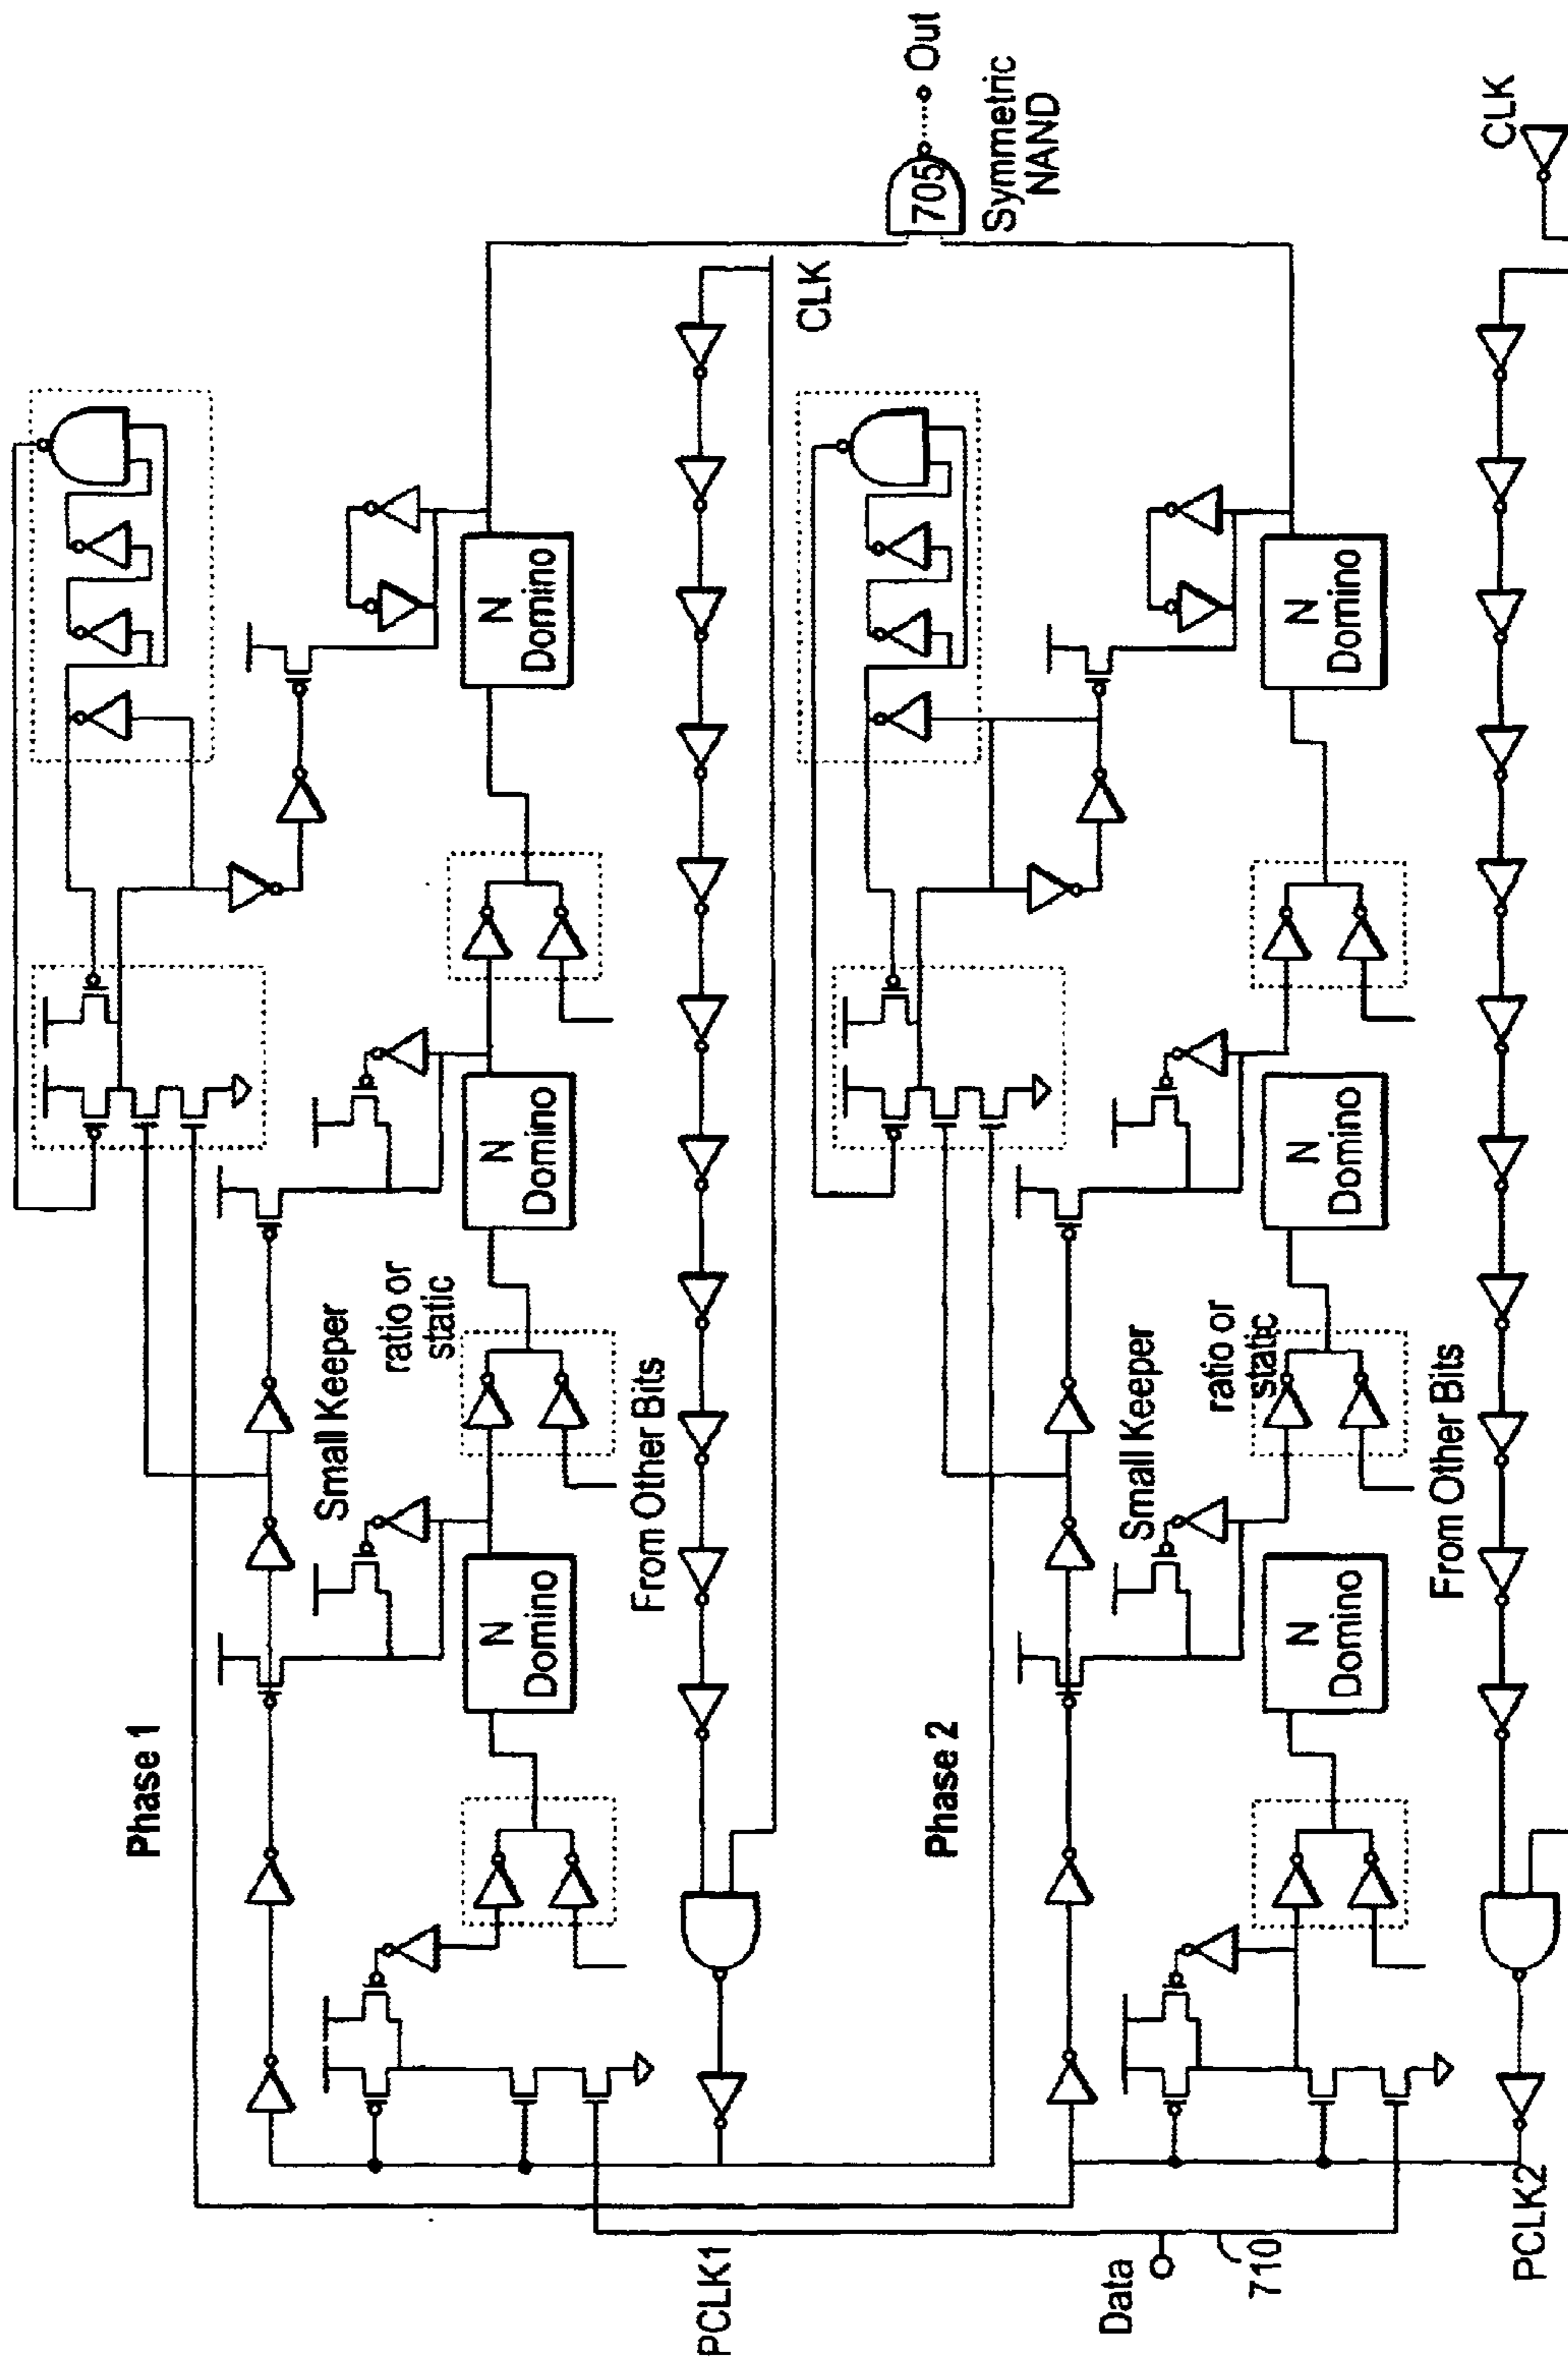 Phase 1
Small Keeper
ratio or
static
N
Domino
N
Domino
N
Domino
From Other Bits
PCLK1
CLK
705
Out
Symmetric
NAND
Phase 2
Small Keeper
ratio or
static
N
Domino
N
Domino
N
Domino
From Other Bits
Data
710
PCLK2
CLK